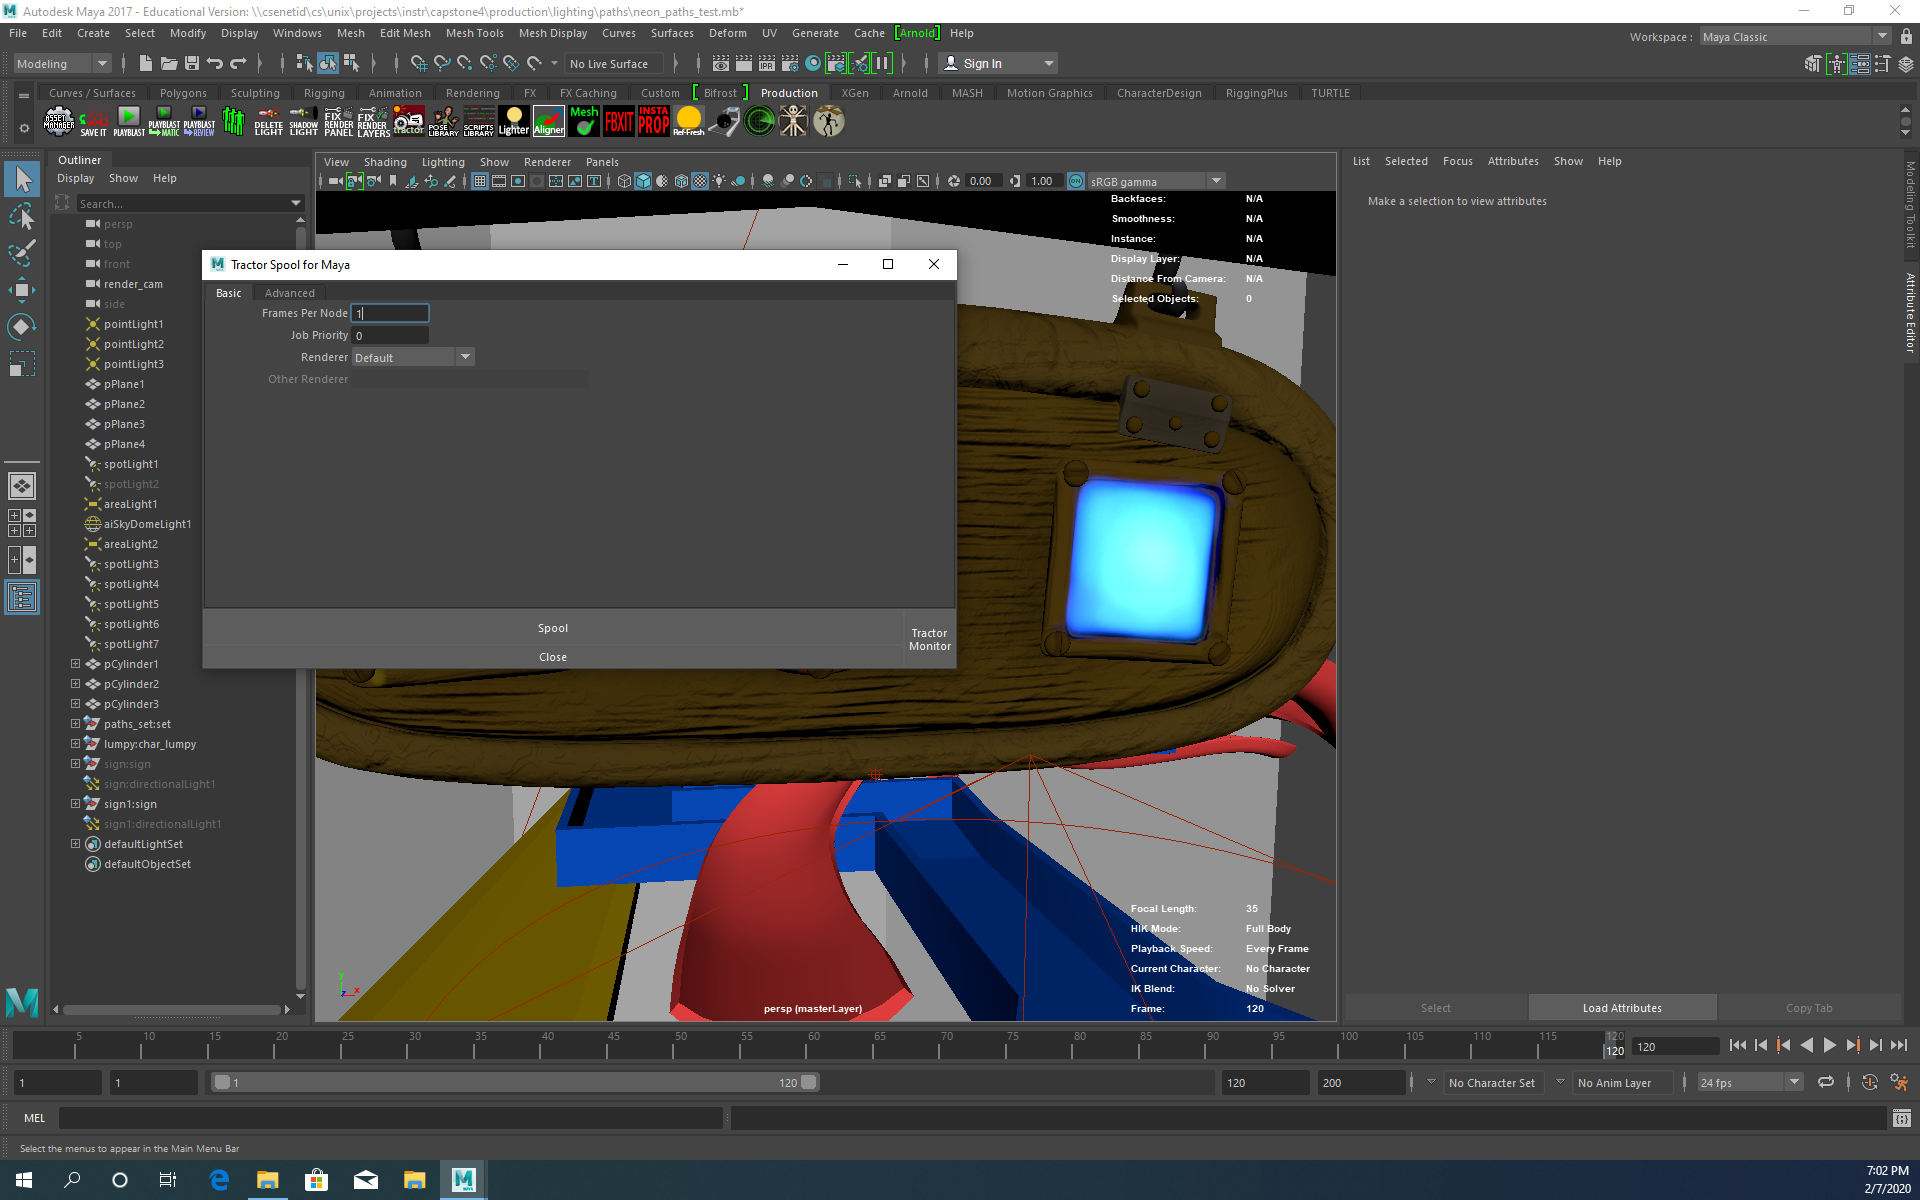 Autodesk Maya 2017 - Educational Version: \\csenetid\cs\unix\projects\instr\capstone4\production\lighting\paths\neon_paths_test.mb*
File Edit Create Select Modify Display Windows Mesh Edit Mesh Mesh Tools Mesh Display Curves Surfaces Deform UV Generate Cache [Arnold] Help
Workspace : Maya Classic
Modeling
No Live Surface
Sign In
Curves / Surfaces Polygons Sculpting Rigging Animation Rendering FX FX Caching Custom Bifrost Production XGen Arnold MASH Motion Graphics CharacterDesign RiggingPlus TURTLE
ASSET MANAGER
SAVE IT
PLAYBLAST
PLAYBLAST -MATIC
PLAYBLAST -REVIEW
DELETE LIGHT
SHADOW LIGHT
FIX RENDER PANEL
FIX RENDER LAYERS
tractor
POSE LIBRARY
SCRIPTS LIBRARY
Lighter
Aligner
Mesh
FBXIT
INSTA PROP
Ref-Fresh
Outliner
Display Show Help
Search...
persp
top
front
render_cam
side
pointLight1
pointLight2
pointLight3
pPlane1
pPlane2
pPlane3
pPlane4
spotLight1
spotLight2
areaLight1
aiSkyDomeLight1
areaLight2
spotLight3
spotLight4
spotLight5
spotLight6
spotLight7
pCylinder1
pCylinder2
pCylinder3
paths_set:set
lumpy:char_lumpy
sign:sign
sign:directionalLight1
sign1:sign
sign1:directionalLight1
defaultLightSet
defaultObjectSet
View Shading Lighting Show Renderer Panels
0.00 1.00 ON sRGB gamma
Backfaces: N/A
Smoothness: N/A
Instance: N/A
Display Layer: N/A
Distance From Camera: N/A
Selected Objects: 0
Tractor Spool for Maya
Basic Advanced
Frames Per Node 1
Job Priority 0
Renderer Default
Other Renderer
Spool
Close
Tractor Monitor
Focal Length: 35
HIK Mode: Full Body
Playback Speed: Every Frame
Current Character: No Character
IK Blend: No Solver
Frame: 120
persp (masterLayer)
y
z x
List Selected Focus Attributes Show Help
Make a selection to view attributes
Modeling Toolkit
Attribute Editor
Select Load Attributes Copy Tab
5 10 15 20 25 30 35 40 45 50 55 60 65 70 75 80 85 90 95 100 105 110 115 120
120
120
1 1 1 120 120 200 No Character Set No Anim Layer 24 fps
MEL
Select the menus to appear in the Main Menu Bar
7:02 PM
2/7/2020